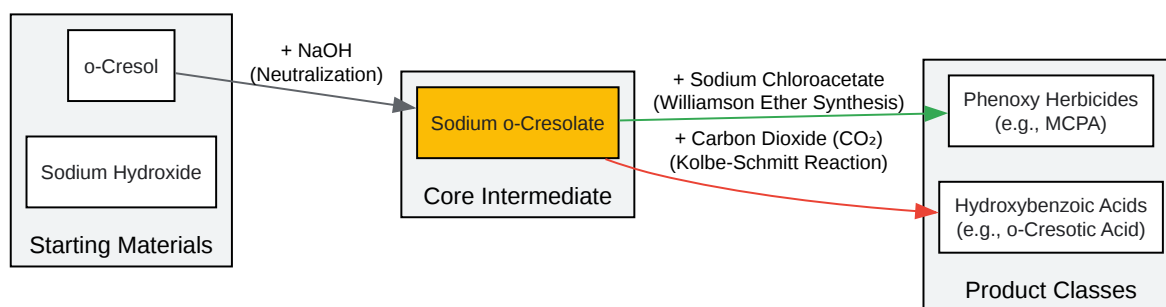 o-Cresol
Sodium Hydroxide
Starting Materials
+ NaOH
(Neutralization)
Sodium o-Cresolate
Core Intermediate
+ Sodium Chloroacetate
(Williamson Ether Synthesis)
+ Carbon Dioxide (CO₂)
(Kolbe-Schmitt Reaction)
Phenoxy Herbicides
(e.g., MCPA)
Hydroxybenzoic Acids
(e.g., o-Cresotic Acid)
Product Classes